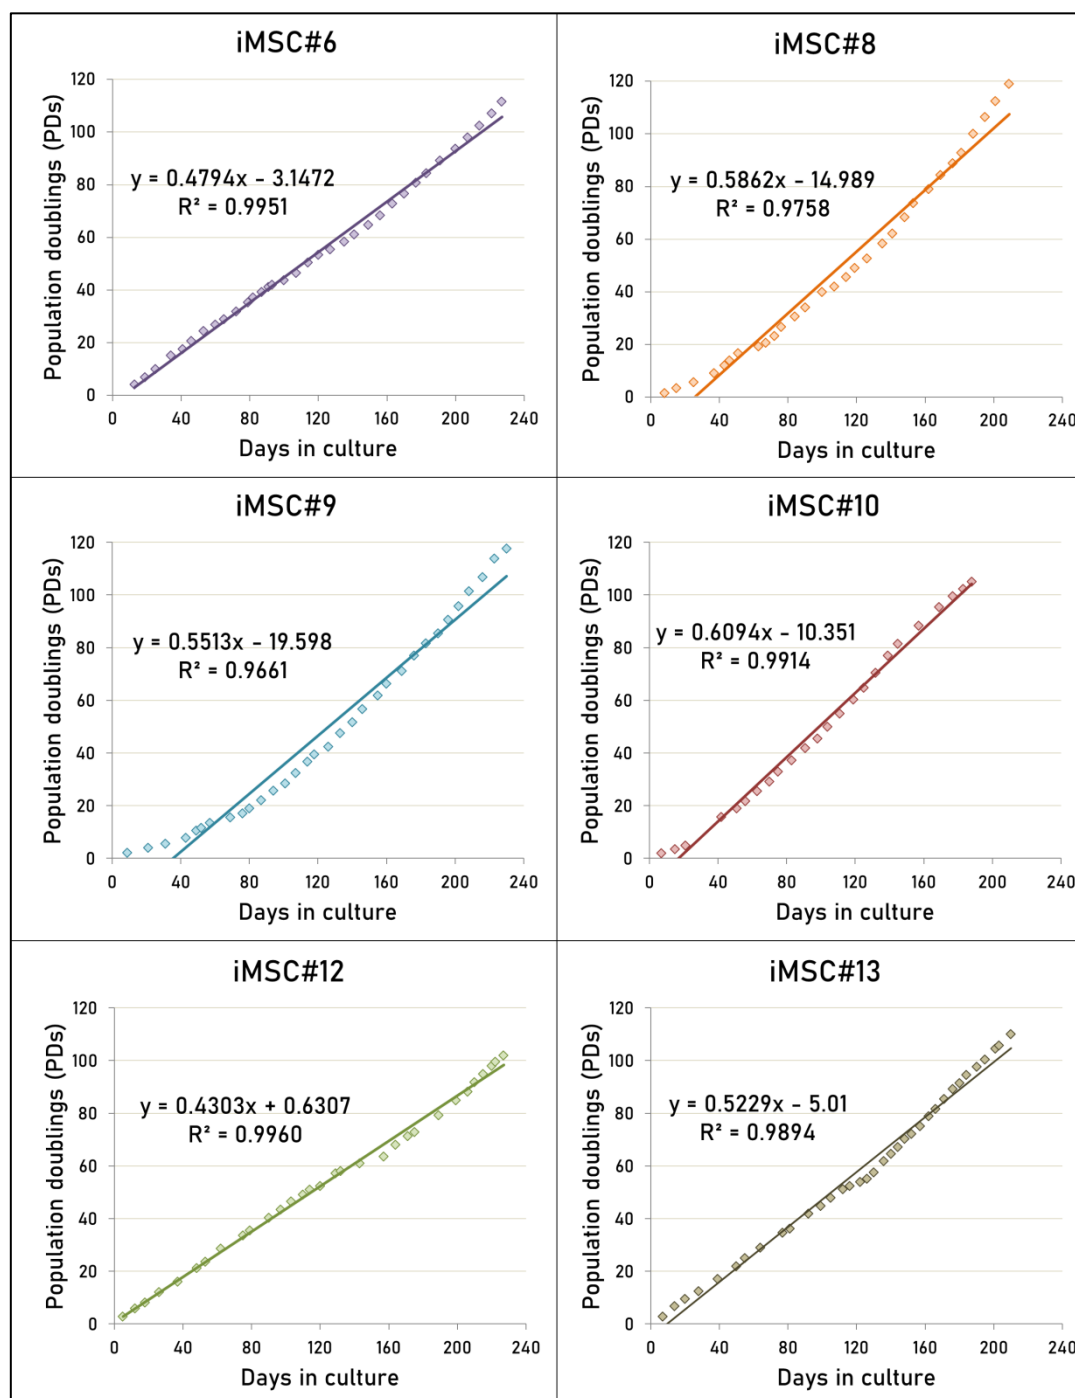 iMSC#6
Population doublings (PDs)
120
100
80
60
40
20
0
y = 0.4794x − 3.1472
R² = 0.9951
0 40 80 120 160 200 240
Days in culture
iMSC#8
Population doublings (PDs)
120
100
80
60
40
20
0
y = 0.5862x − 14.989
R² = 0.9758
0 40 80 120 160 200 240
Days in culture
iMSC#9
Population doublings (PDs)
120
100
80
60
40
20
0
y = 0.5513x − 19.598
R² = 0.9661
0 40 80 120 160 200 240
Days in culture
iMSC#10
Population doublings (PDs)
120
100
80
60
40
20
0
y = 0.6094x − 10.351
R² = 0.9914
0 40 80 120 160 200 240
Days in culture
iMSC#12
Population doublings (PDs)
120
100
80
60
40
20
0
y = 0.4303x + 0.6307
R² = 0.9960
0 40 80 120 160 200 240
Days in culture
iMSC#13
Population doublings (PDs)
120
100
80
60
40
20
0
y = 0.5229x − 5.01
R² = 0.9894
0 40 80 120 160 200 240
Days in culture